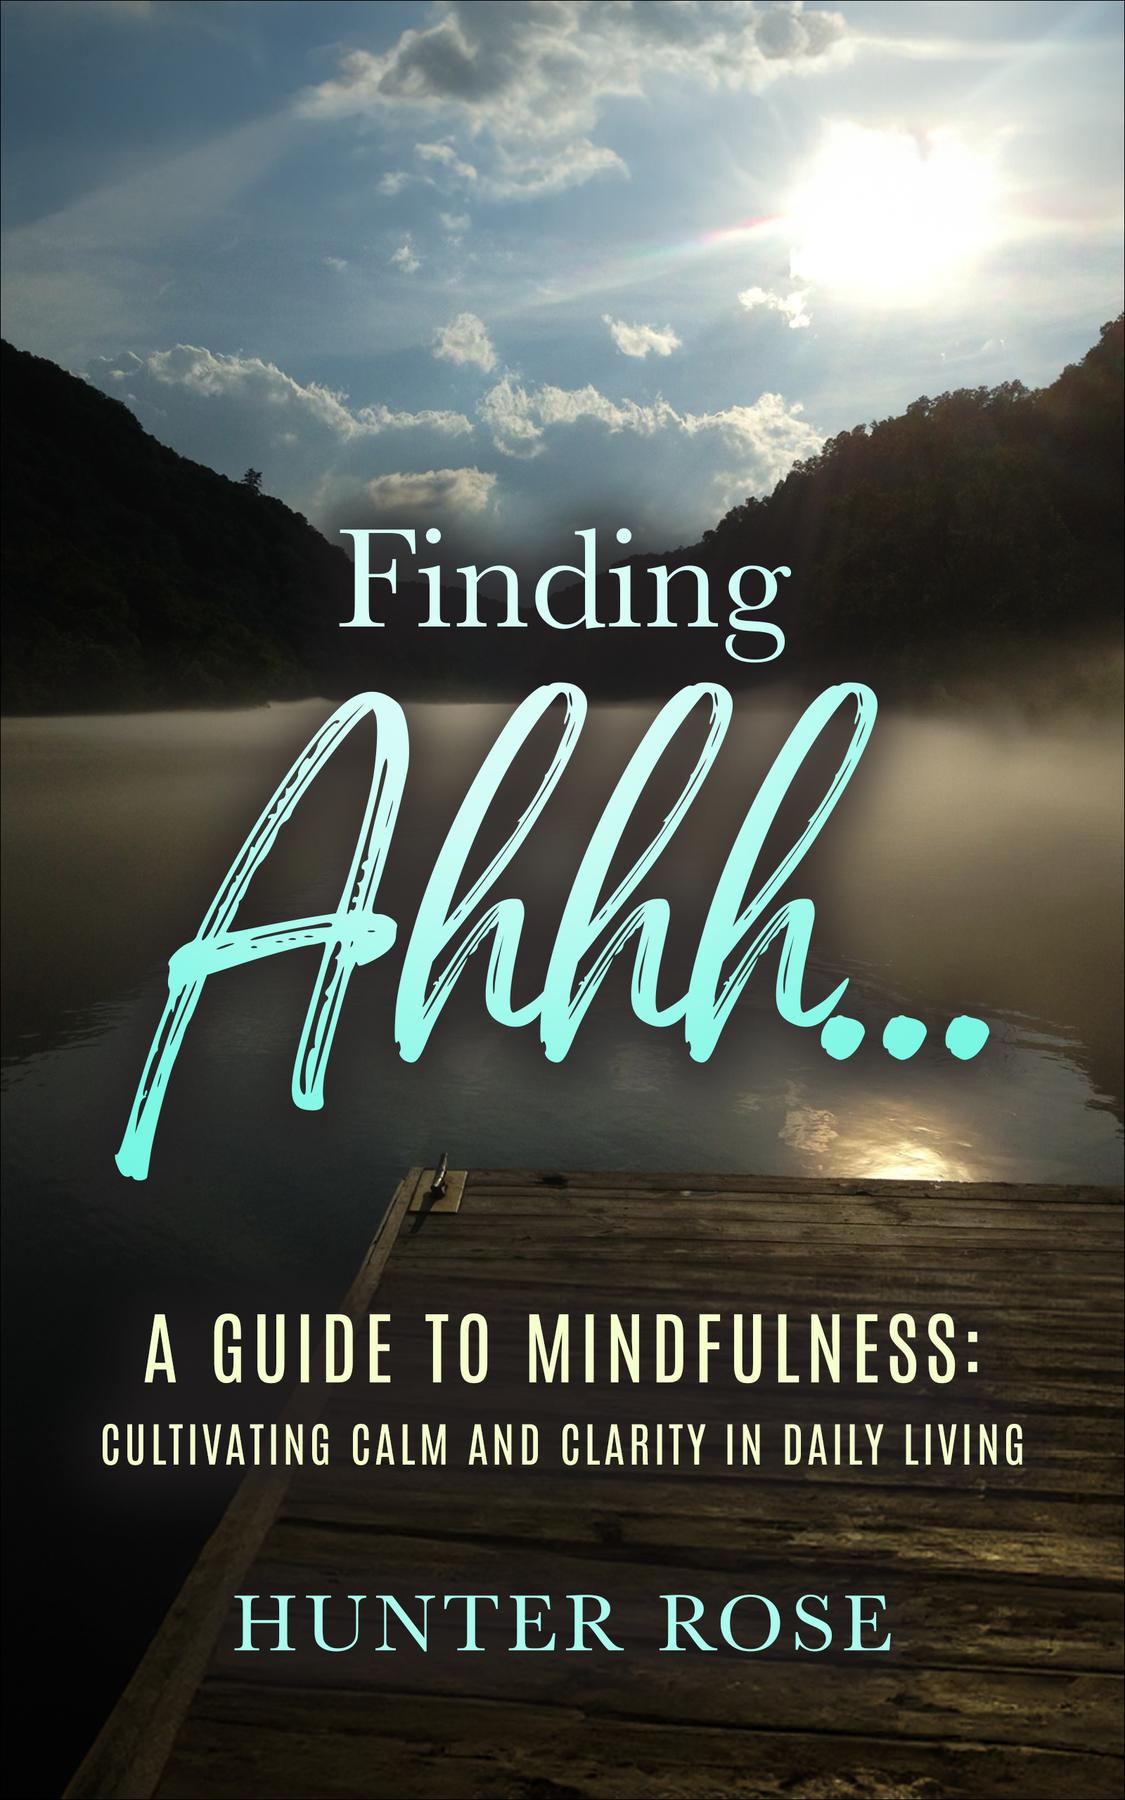 Finding
Ahhh...
A GUIDE TO MINDFULNESS:
CULTIVATING CALM AND CLARITY IN DAILY LIVING
HUNTER ROSE